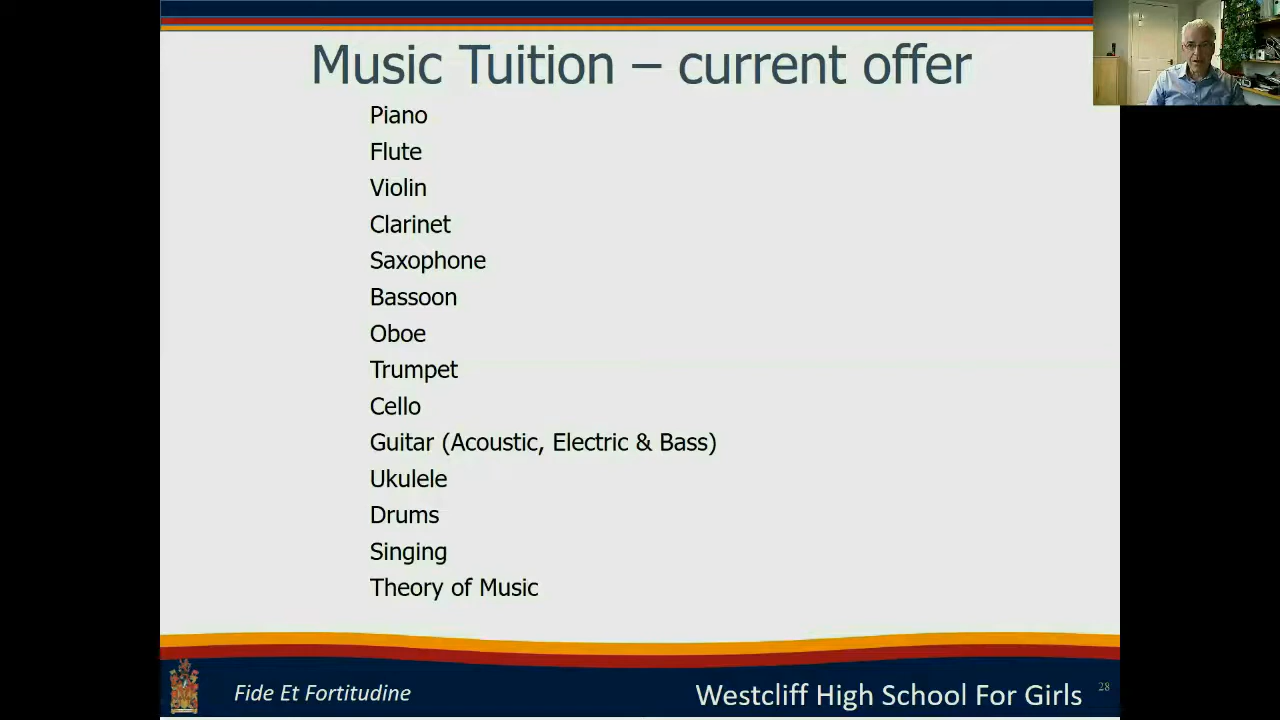 Music Tuition – current offer
Piano
Flute
Violin
Clarinet
Saxophone
Bassoon
Oboe
Trumpet
Cello
Guitar (Acoustic, Electric & Bass)
Ukulele
Drums
Singing
Theory of Music
Fide Et Fortitudine
Westcliff High School For Girls
28